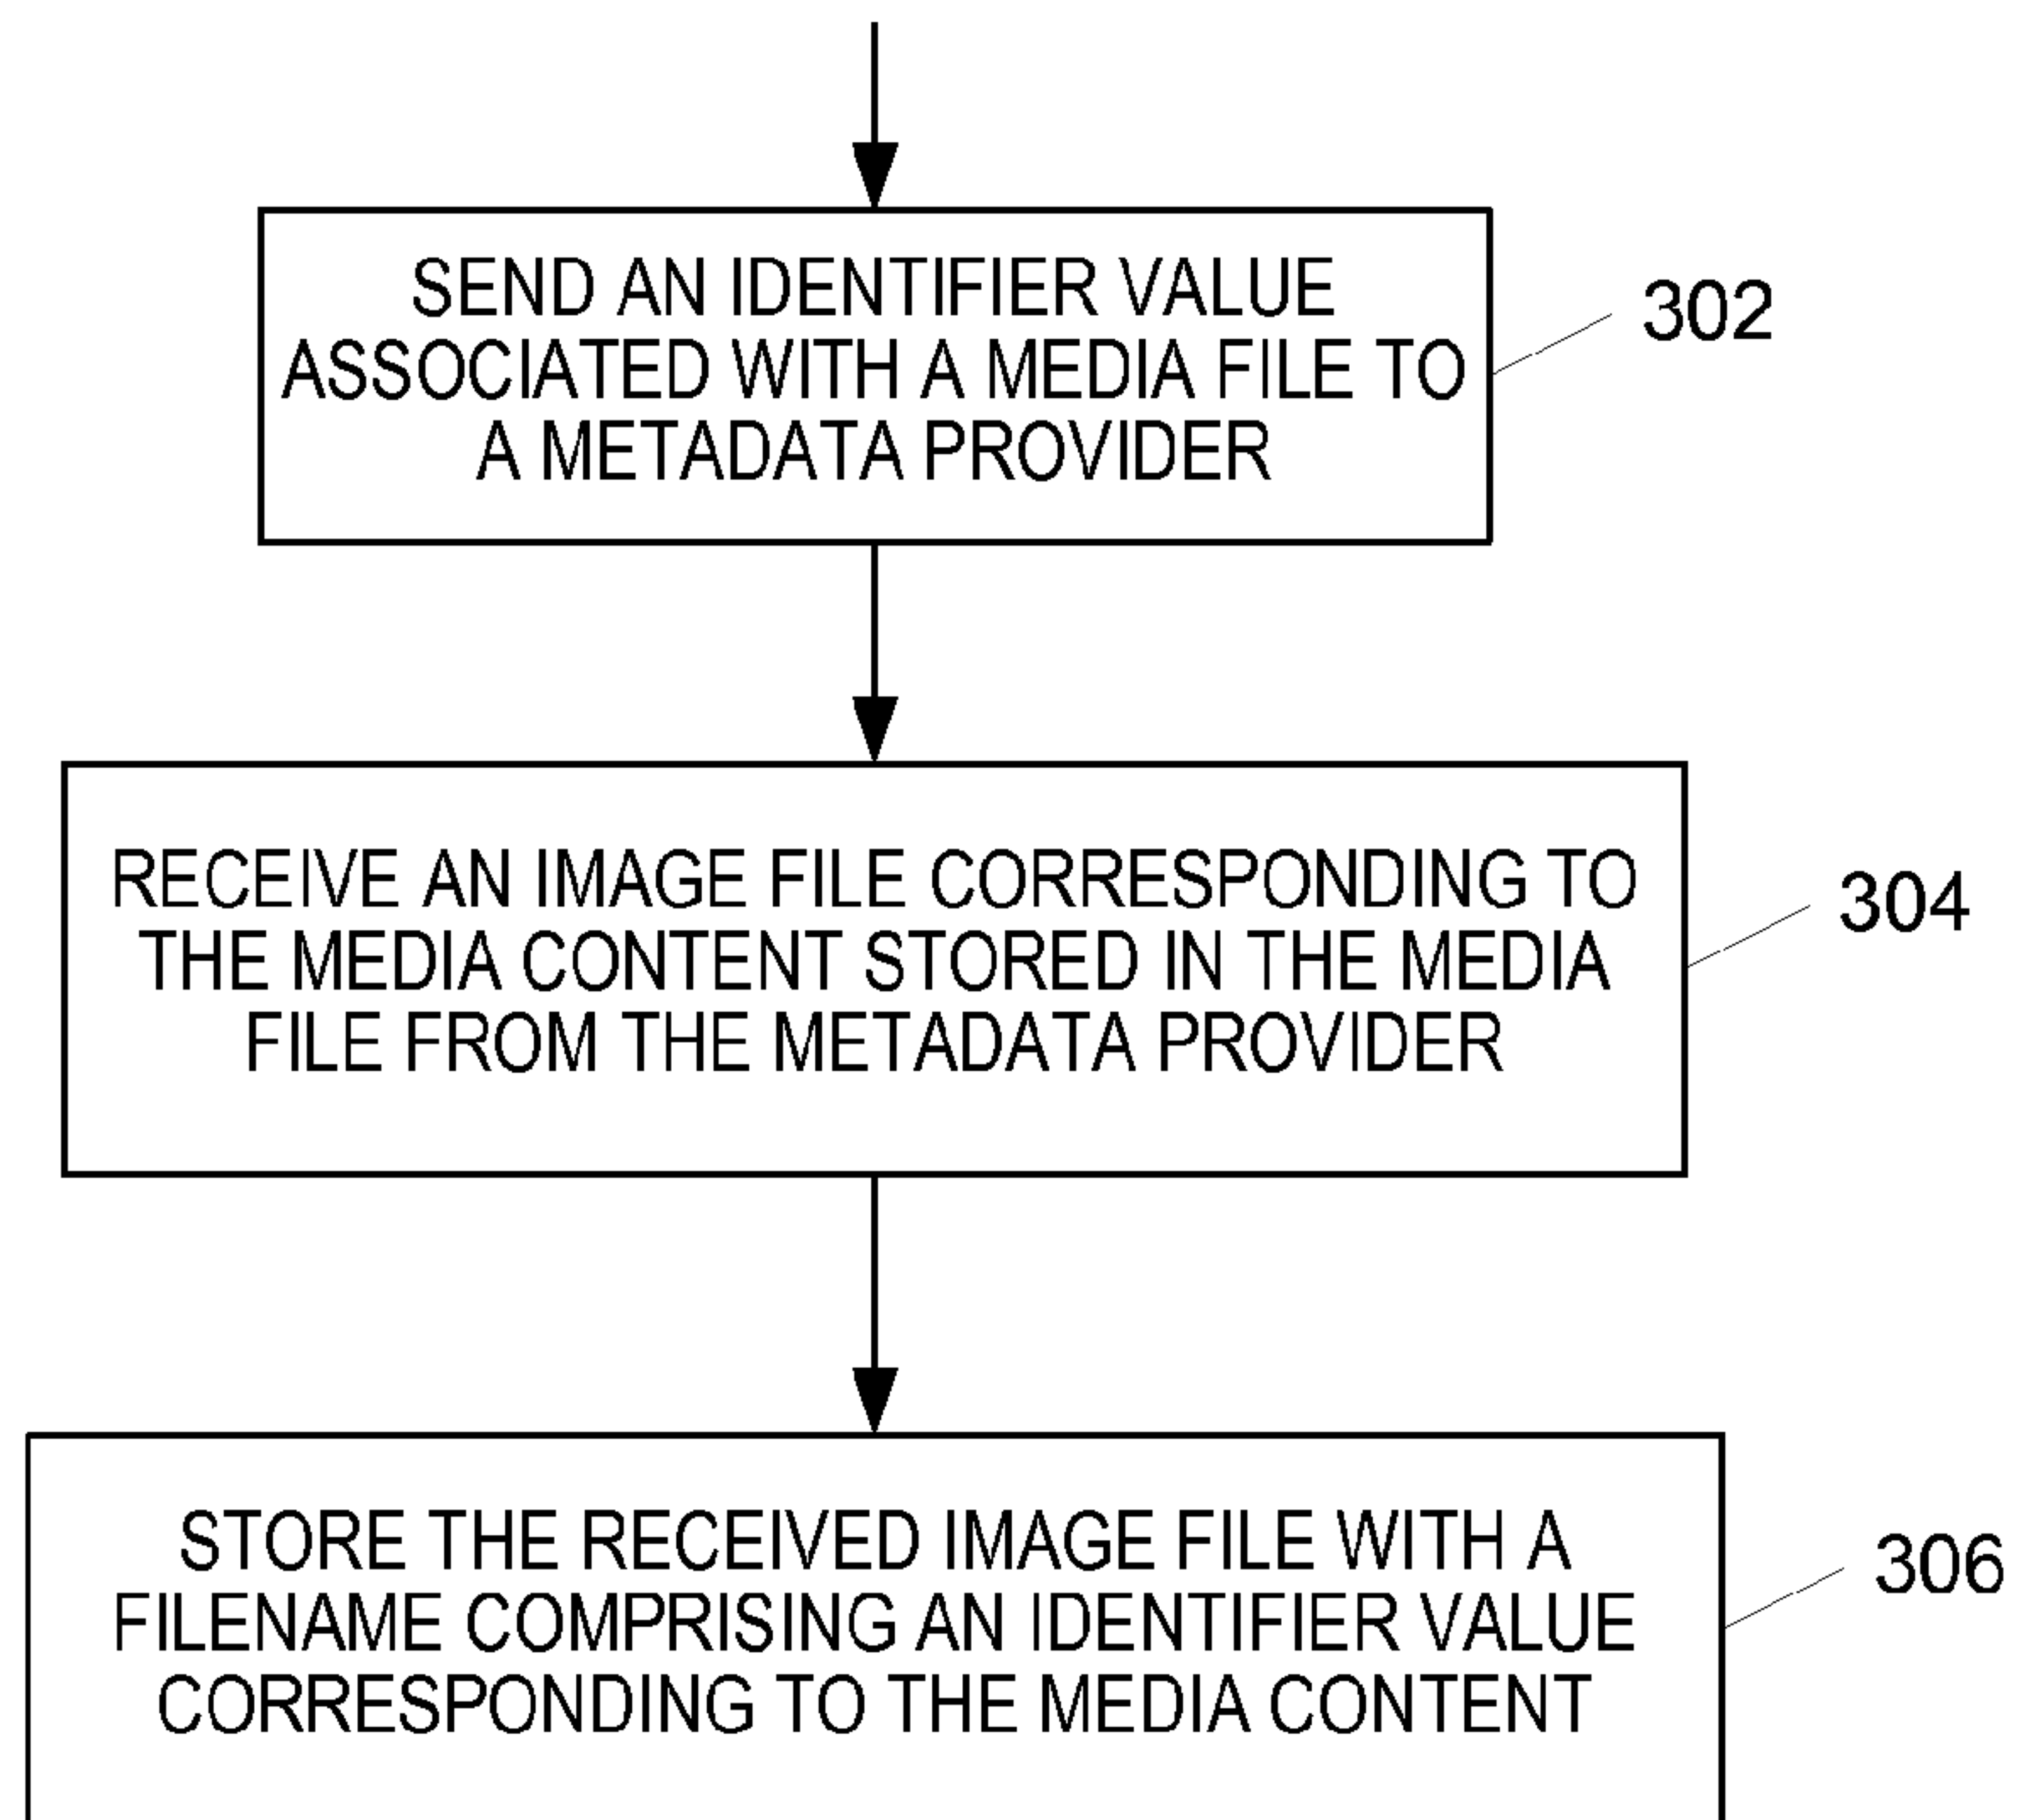 SEND AN IDENTIFIER VALUE
ASSOCIATED WITH A MEDIA FILE TO
A METADATA PROVIDER
302
RECEIVE AN IMAGE FILE CORRESPONDING TO
THE MEDIA CONTENT STORED IN THE MEDIA
FILE FROM THE METADATA PROVIDER
304
STORE THE RECEIVED IMAGE FILE WITH A
FILENAME COMPRISING AN IDENTIFIER VALUE
CORRESPONDING TO THE MEDIA CONTENT
306